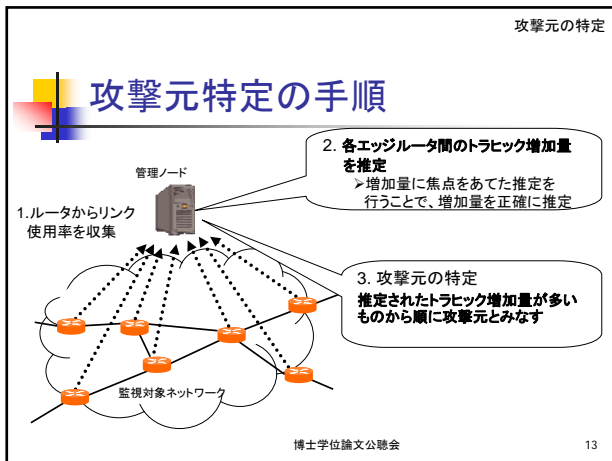 攻撃元の特定
攻撃元特定の手順
管理ノード
1.ルータからリンク
使用率を収集
2. 各エッジルータ間のトラヒック増加量
を推定
➢増加量に焦点をあてた推定を
行うことで、増加量を正確に推定
3. 攻撃元の特定
推定されたトラヒック増加量が多い
ものから順に攻撃元とみなす
監視対象ネットワーク
博士学位論文公聴会
13